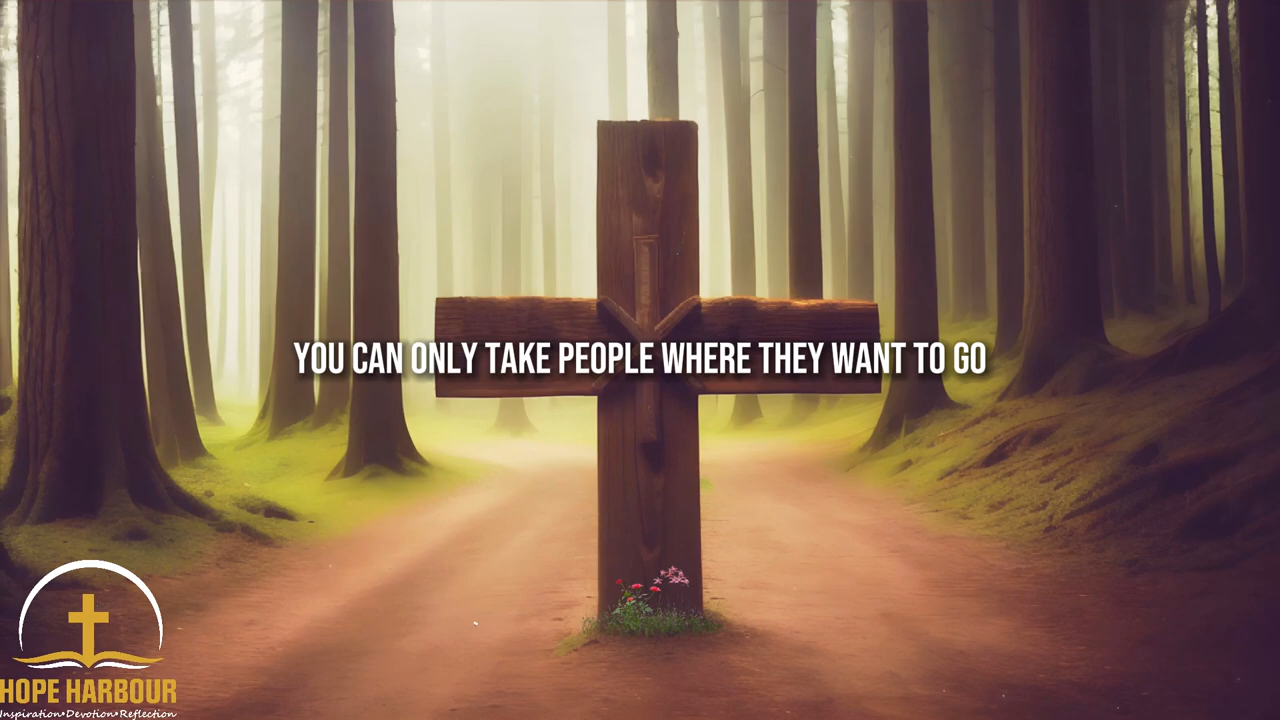 YOU CAN ONLY TAKE PEOPLE WHERE THEY WANT TO GO
HOPE HARBOUR
Inspiration•Devotion•Reflection